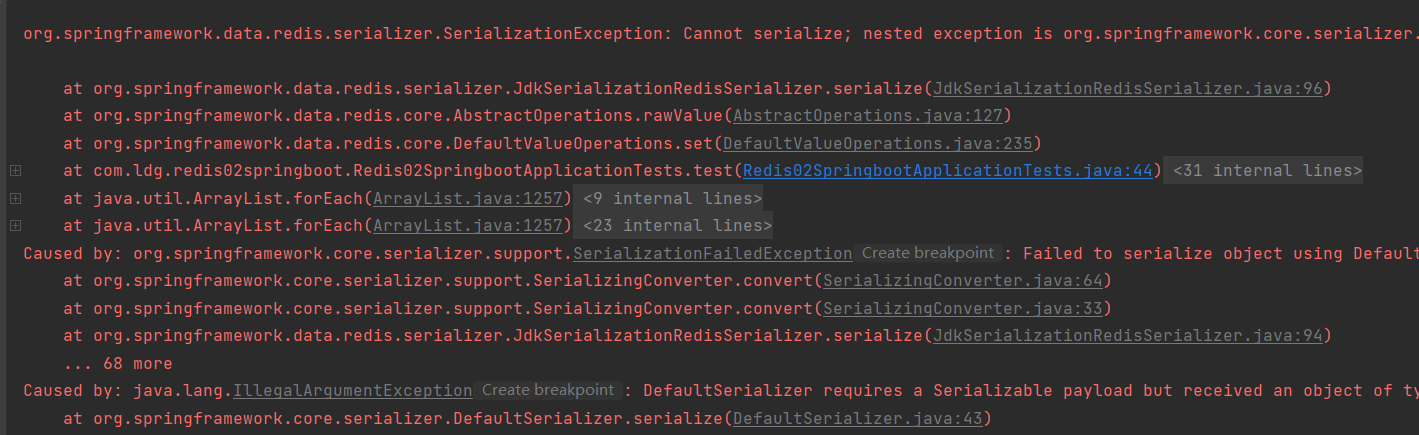 org.springframework.data.redis.serializer.SerializationException: Cannot serialize; nested exception is org.springframework.core.serializer.
at org.springframework.data.redis.serializer.JdkSerializationRedisSerializer.serialize(JdkSerializationRedisSerializer.java:96)
at org.springframework.data.redis.core.AbstractOperations.rawValue(AbstractOperations.java:127)
at org.springframework.data.redis.core.DefaultValueOperations.set(DefaultValueOperations.java:235)
at com.ldg.redis02springboot.Redis02SpringbootApplicationTests.test(Redis02SpringbootApplicationTests.java:44) <31 internal lines>
at java.util.ArrayList.forEach(ArrayList.java:1257) <9 internal lines>
at java.util.ArrayList.forEach(ArrayList.java:1257) <23 internal lines>
Caused by: org.springframework.core.serializer.support.SerializationFailedException Create breakpoint : Failed to serialize object using Default
at org.springframework.core.serializer.support.SerializingConverter.convert(SerializingConverter.java:64)
at org.springframework.core.serializer.support.SerializingConverter.convert(SerializingConverter.java:33)
at org.springframework.data.redis.serializer.JdkSerializationRedisSerializer.serialize(JdkSerializationRedisSerializer.java:94)
... 68 more
Caused by: java.lang.IllegalArgumentException Create breakpoint : DefaultSerializer requires a Serializable payload but received an object of ty
at org.springframework.core.serializer.DefaultSerializer.serialize(DefaultSerializer.java:43)